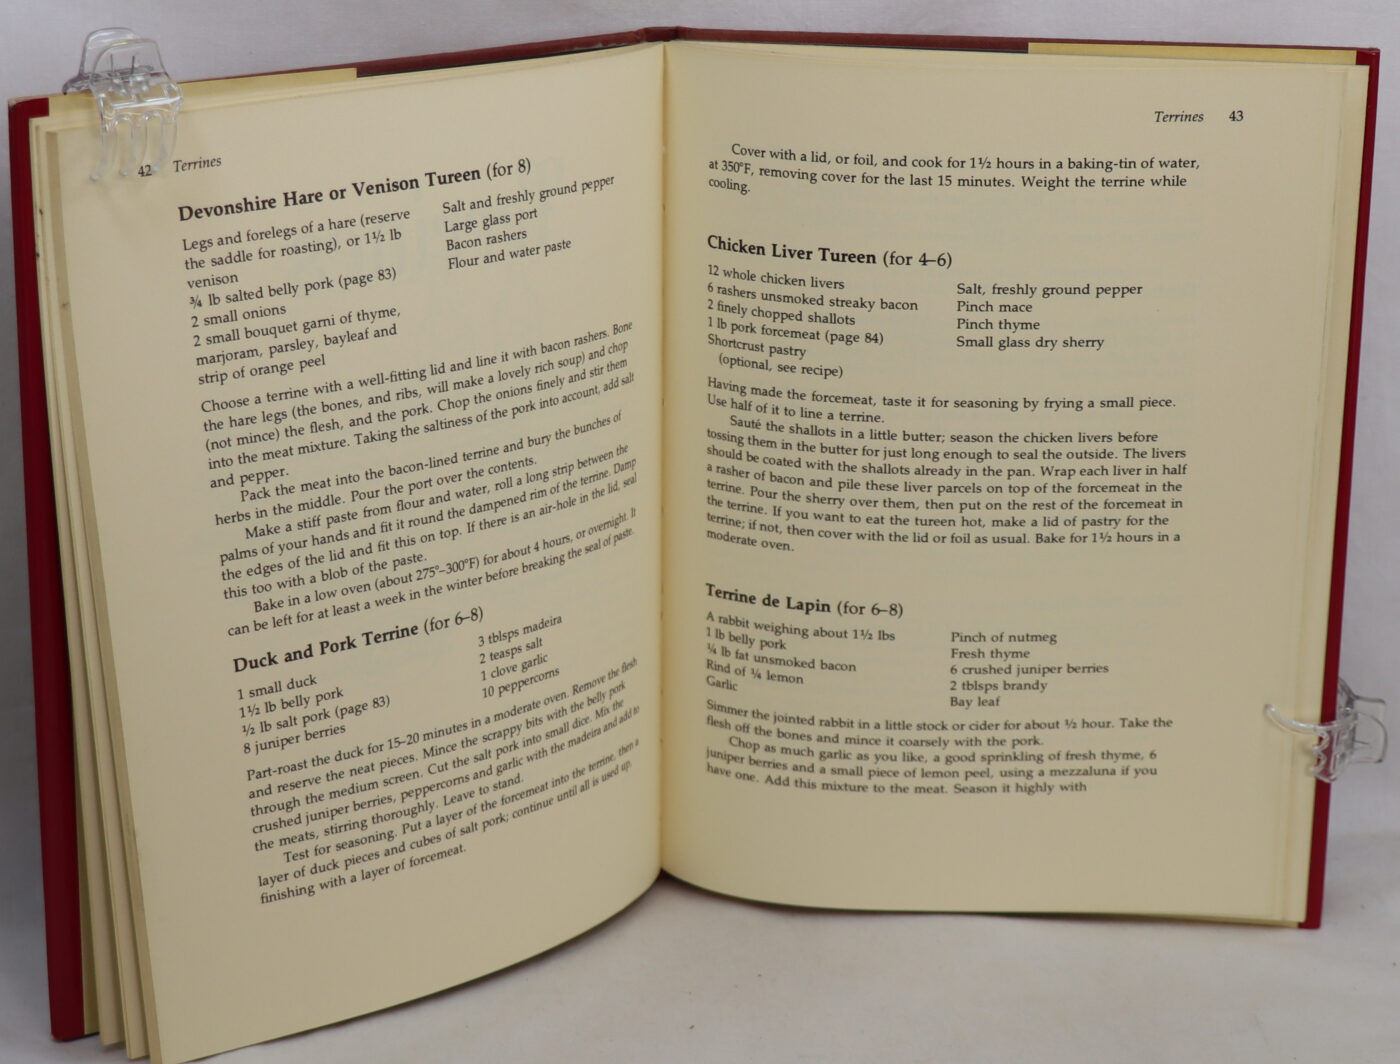 42 Terrines
Devonshire Hare or Venison Tureen (for 8)
Legs and forelegs of a hare (reserve
the saddle for roasting), or 1½ lb
venison
¾ lb salted belly pork (page 83)
2 small onions
2 small bouquet garni of thyme,
marjoram, parsley, bayleaf and
strip of orange peel
Salt and freshly ground pepper
Large glass port
Bacon rashers
Flour and water paste
Choose a terrine with a well-fitting lid and line it with bacon rashers. Bone
the hare legs (the bones, and ribs, will make a lovely rich soup) and chop
(not mince) the flesh, and the pork. Chop the onions finely and stir them
into the meat mixture. Taking the saltiness of the pork into account, add salt
and pepper.
Pack the meat into the bacon-lined terrine and bury the bunches of
herbs in the middle. Pour the port over the contents.
Make a stiff paste from flour and water, roll a long strip between the
palms of your hands and fit it round the dampened rim of the terrine. Damp
the edges of the lid and fit this on top. If there is an air-hole in the lid, seal
this too with a blob of the paste.
Bake in a low oven (about 275°–300°F) for about 4 hours, or overnight. It
can be left for at least a week in the winter before breaking the seal of paste.
Duck and Pork Terrine (for 6–8)
1 small duck
1½ lb belly pork
½ lb salt pork (page 83)
8 juniper berries
3 tblsps madeira
2 teasps salt
1 clove garlic
10 peppercorns
Part-roast the duck for 15–20 minutes in a moderate oven. Remove the flesh
and reserve the neat pieces. Mince the scrappy bits with the belly pork
through the medium screen. Cut the salt pork into small dice. Mix the
crushed juniper berries, peppercorns and garlic with the madeira and add to
the meats, stirring thoroughly. Leave to stand.
Test for seasoning. Put a layer of the forcemeat into the terrine, then a
layer of duck pieces and cubes of salt pork; continue until all is used up,
finishing with a layer of forcemeat.
Terrines 43
Cover with a lid, or foil, and cook for 1½ hours in a baking-tin of water,
at 350°F, removing cover for the last 15 minutes. Weight the terrine while
cooling.
Chicken Liver Tureen (for 4–6)
12 whole chicken livers
6 rashers unsmoked streaky bacon
2 finely chopped shallots
1 lb pork forcemeat (page 84)
Shortcrust pastry
(optional, see recipe)
Salt, freshly ground pepper
Pinch mace
Pinch thyme
Small glass dry sherry
Having made the forcemeat, taste it for seasoning by frying a small piece.
Use half of it to line a terrine.
Sauté the shallots in a little butter; season the chicken livers before
tossing them in the butter for just long enough to seal the outside. The livers
should be coated with the shallots already in the pan. Wrap each liver in half
a rasher of bacon and pile these liver parcels on top of the forcemeat in the
terrine. Pour the sherry over them, then put on the rest of the forcemeat in
the terrine. If you want to eat the tureen hot, make a lid of pastry for the
terrine; if not, then cover with the lid or foil as usual. Bake for 1½ hours in a
moderate oven.
Terrine de Lapin (for 6–8)
A rabbit weighing about 1½ lbs
1 lb belly pork
¼ lb fat unsmoked bacon
Rind of ¼ lemon
Garlic
Pinch of nutmeg
Fresh thyme
6 crushed juniper berries
2 tblsps brandy
Bay leaf
Simmer the jointed rabbit in a little stock or cider for about ½ hour. Take the
flesh off the bones and mince it coarsely with the pork.
Chop as much garlic as you like, a good sprinkling of fresh thyme, 6
juniper berries and a small piece of lemon peel, using a mezzaluna if you
have one. Add this mixture to the meat. Season it highly with